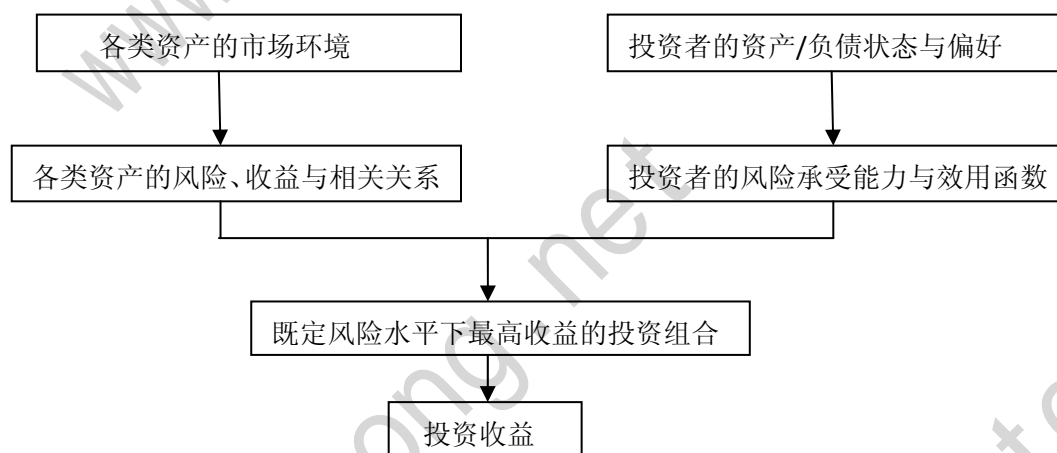 各类资产的市场环境
投资者的资产/负债状态与偏好
各类资产的风险、收益与相关关系
投资者的风险承受能力与效用函数
既定风险水平下最高收益的投资组合
投资收益
www.
ong.net